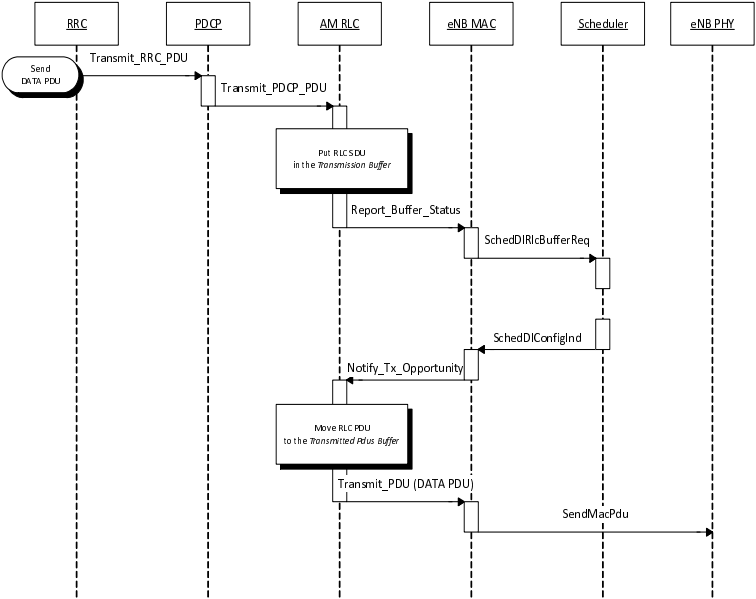 RRC
PDCP
AM RLC
eNB MAC
Scheduler
eNB PHY
Send
DATA PDU
Transmit_RRC_PDU
Transmit_PDCP_PDU
Put RLC SDU
in the Transmission Buffer
Report_Buffer_Status
SchedDlRlcBufferReq
SchedDlConfigInd
Notify_Tx_Opportunity
Move RLC PDU
to the Transmitted Pdus Buffer
Transmit_PDU (DATA PDU)
SendMacPdu